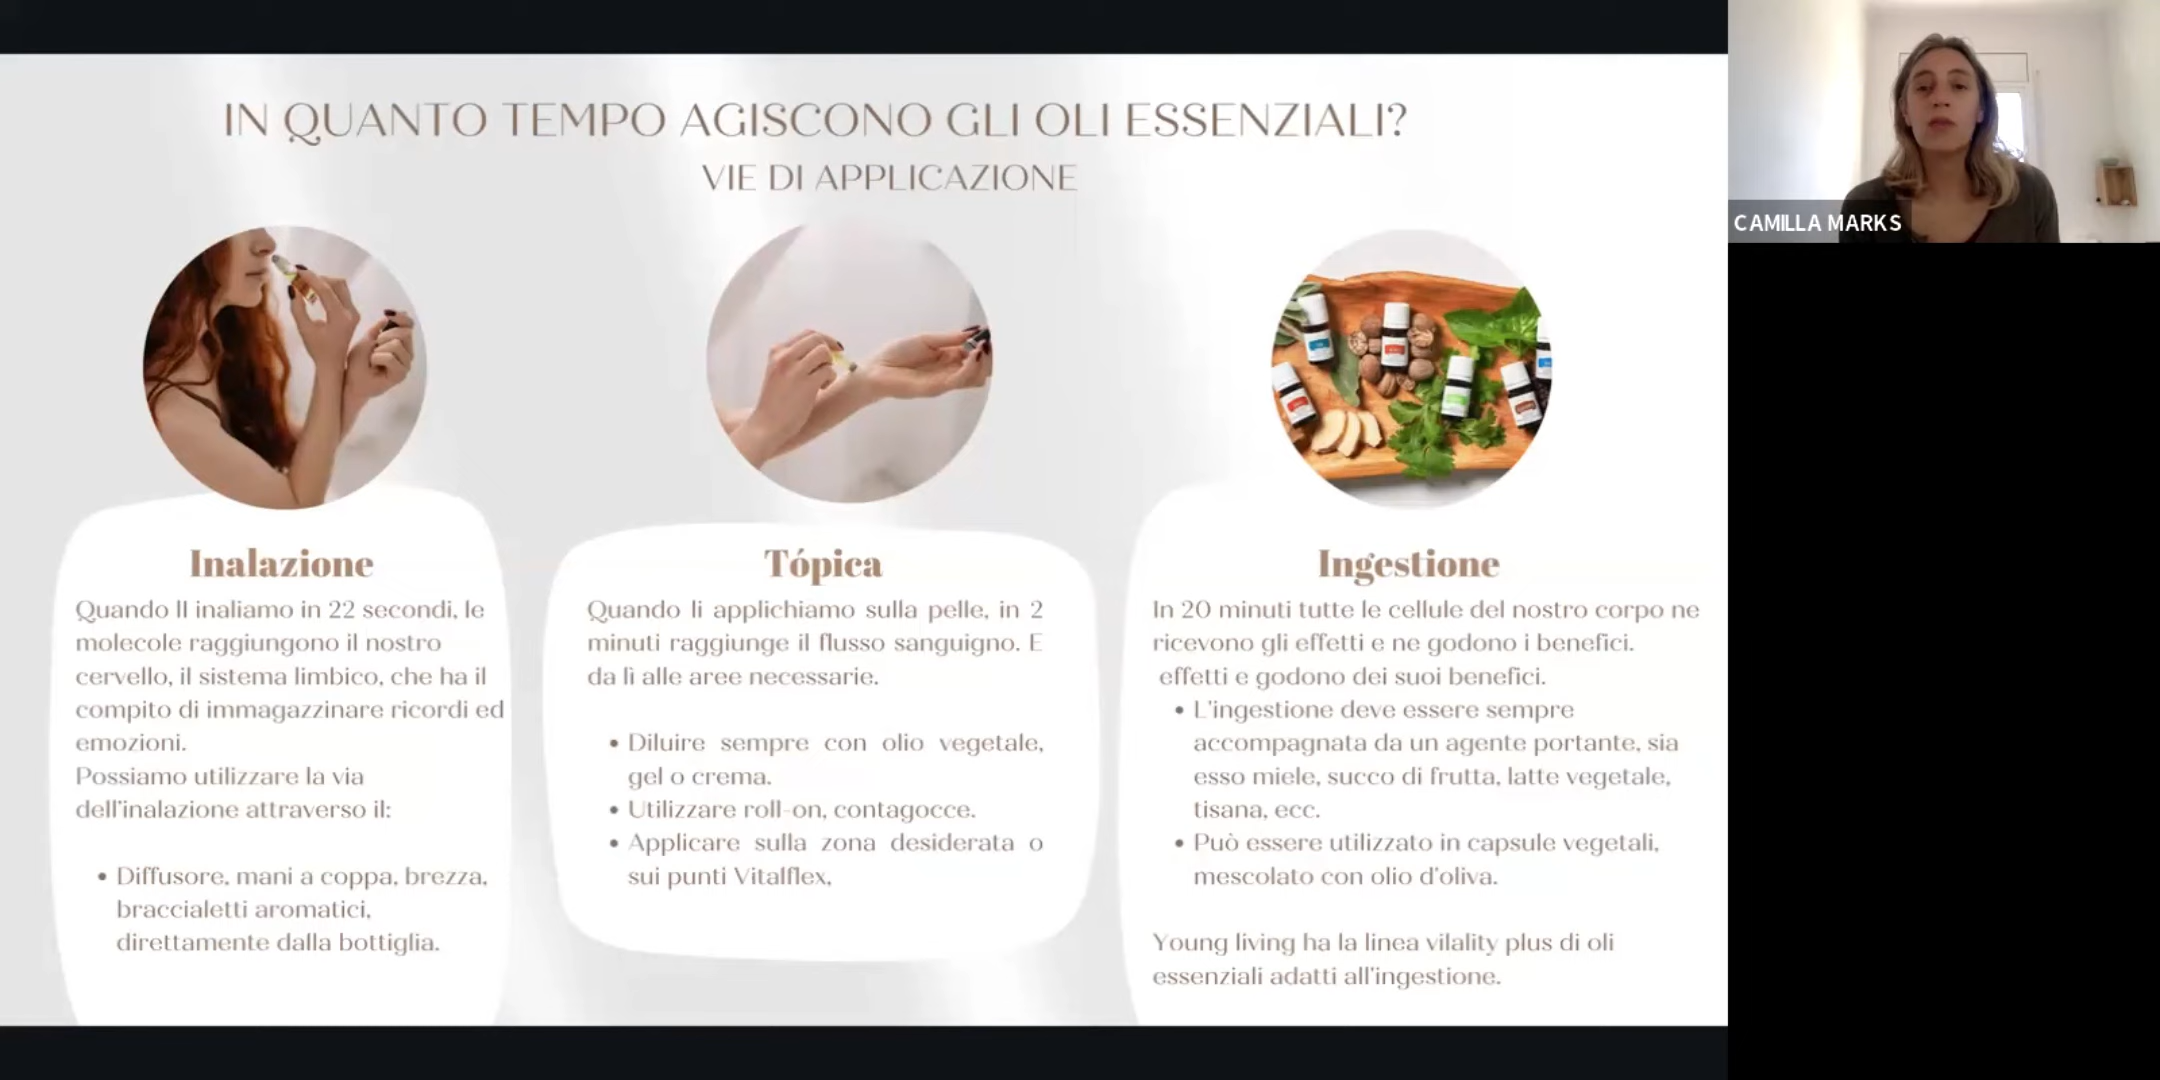 IN QUANTO TEMPO AGISCONO GLI OLI ESSENZIALI?
VIE DI APPLICAZIONE
CAMILLA MARKS
Inalazione
Quando lI inaliamo in 22 secondi, le
molecole raggiungono il nostro
cervello, il sistema limbico, che ha il
compito di immagazzinare ricordi ed
emozioni.
Possiamo utilizzare la via
dell'inalazione attraverso il:
• Diffusore, mani a coppa, brezza,
braccialetti aromatici,
direttamente dalla bottiglia.
Tópica
Quando li applichiamo sulla pelle, in 2
minuti raggiunge il flusso sanguigno. E
da lì alle aree necessarie.
• Diluire sempre con olio vegetale,
gel o crema.
• Utilizzare roll-on, contagocce.
• Applicare sulla zona desiderata o
sui punti Vitalflex,
Ingestione
In 20 minuti tutte le cellule del nostro corpo ne
ricevono gli effetti e ne godono i benefici.
effetti e godono dei suoi benefici.
• L'ingestione deve essere sempre
accompagnata da un agente portante, sia
esso miele, succo di frutta, latte vegetale,
tisana, ecc.
• Può essere utilizzato in capsule vegetali,
mescolato con olio d'oliva.
Young living ha la linea vilality plus di oli
essenziali adatti all'ingestione.